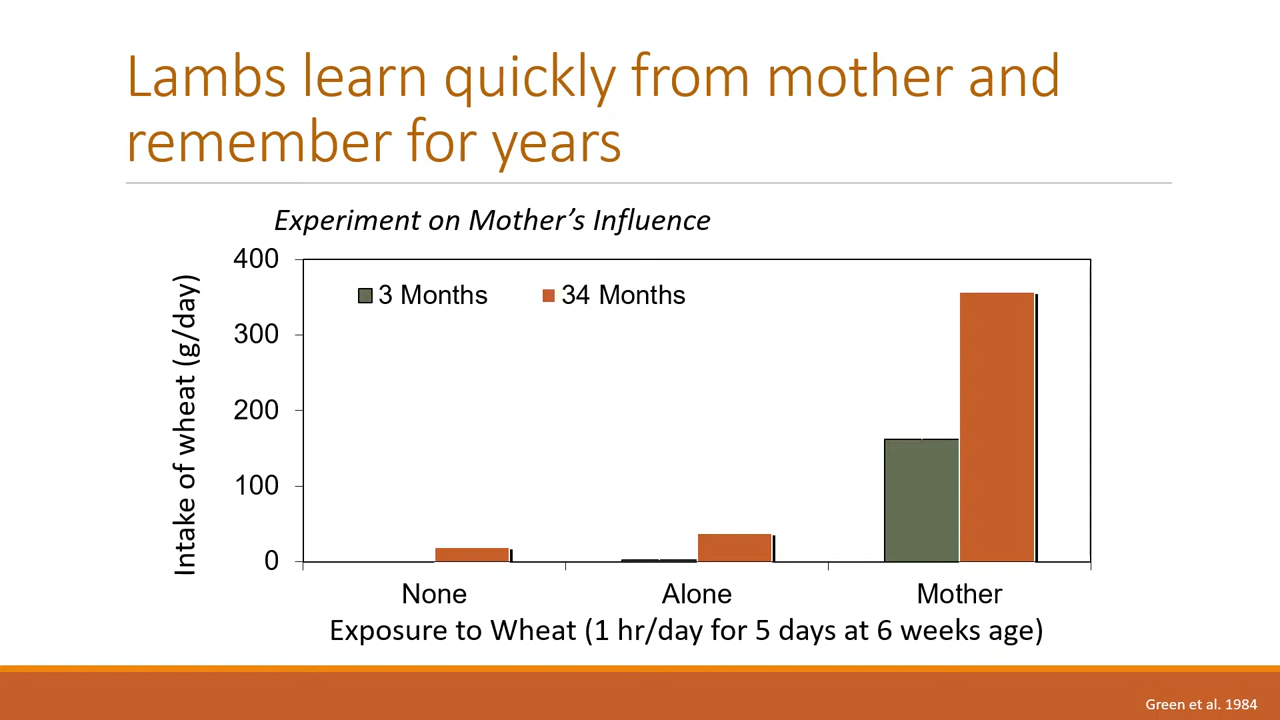 Lambs learn quickly from mother and
remember for years
Experiment on Mother’s Influence
Intake of wheat (g/day)
400
300
200
100
0
3 Months
34 Months
None
Alone
Mother
Exposure to Wheat (1 hr/day for 5 days at 6 weeks age)
Green et al. 1984